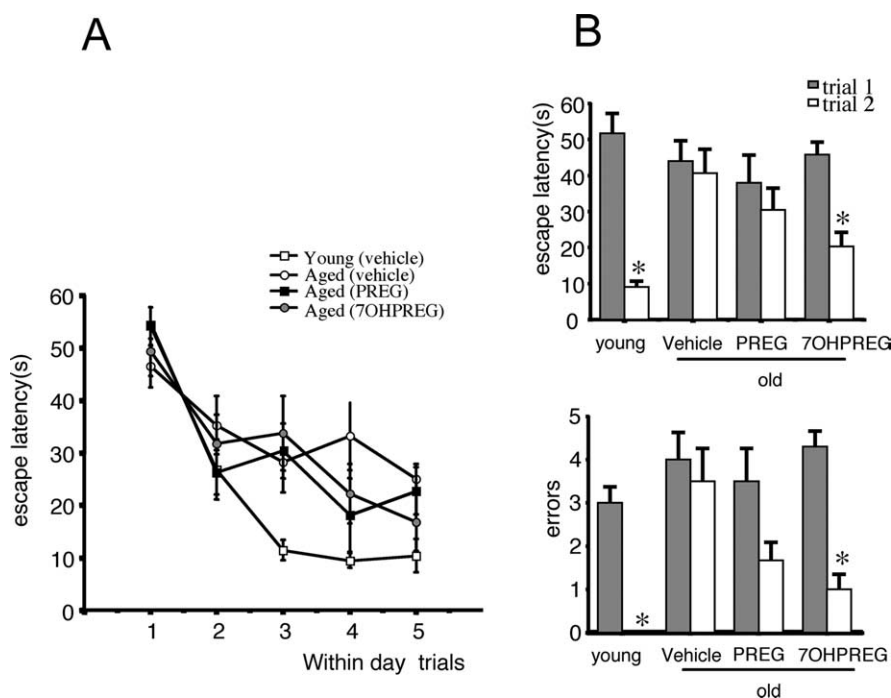 A
Young (vehicle)
Aged (vehicle)
Aged (PREG)
Aged (7OHPREG)
escape latency(s)
60
50
40
30
20
10
0
1 2 3 4 5
Within day trials
B
trial 1
trial 2
escape latency(s)
60
50
40
30
20
10
0
* *
young Vehicle PREG 7OHPREG
old
errors
5
4
3
2
1
0
* *
young Vehicle PREG 7OHPREG
old